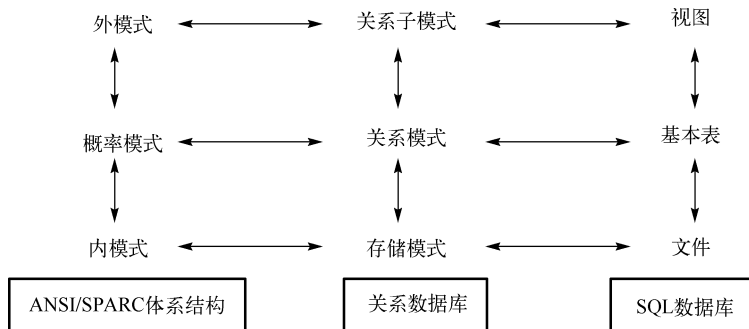 外模式 关系子模式 视图
概率模式 关系模式 基本表
内模式 存储模式 文件
ANSI/SPARC体系结构 关系数据库 SQL数据库